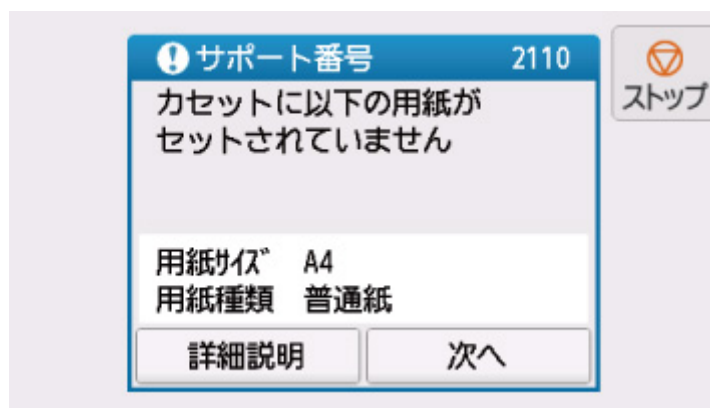 サポート番号 2110
ストップ
カセットに以下の用紙が
セットされていません
用紙ｻｲｽﾞ A4
用紙種類 普通紙
詳細説明 次へ